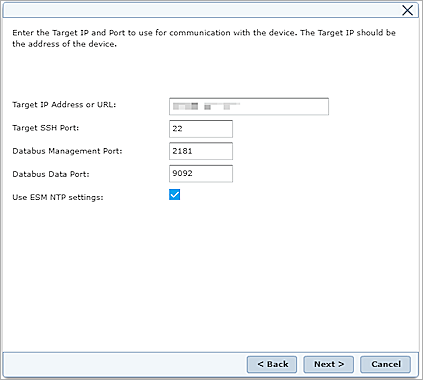 Enter the Target IP and Port to use for communication with the device. The Target IP should be
the address of the device.
Target IP Address or URL:
Target SSH Port: 22
Databus Management Port: 2181
Databus Data Port: 9092
Use ESM NTP settings:
< Back Next > Cancel